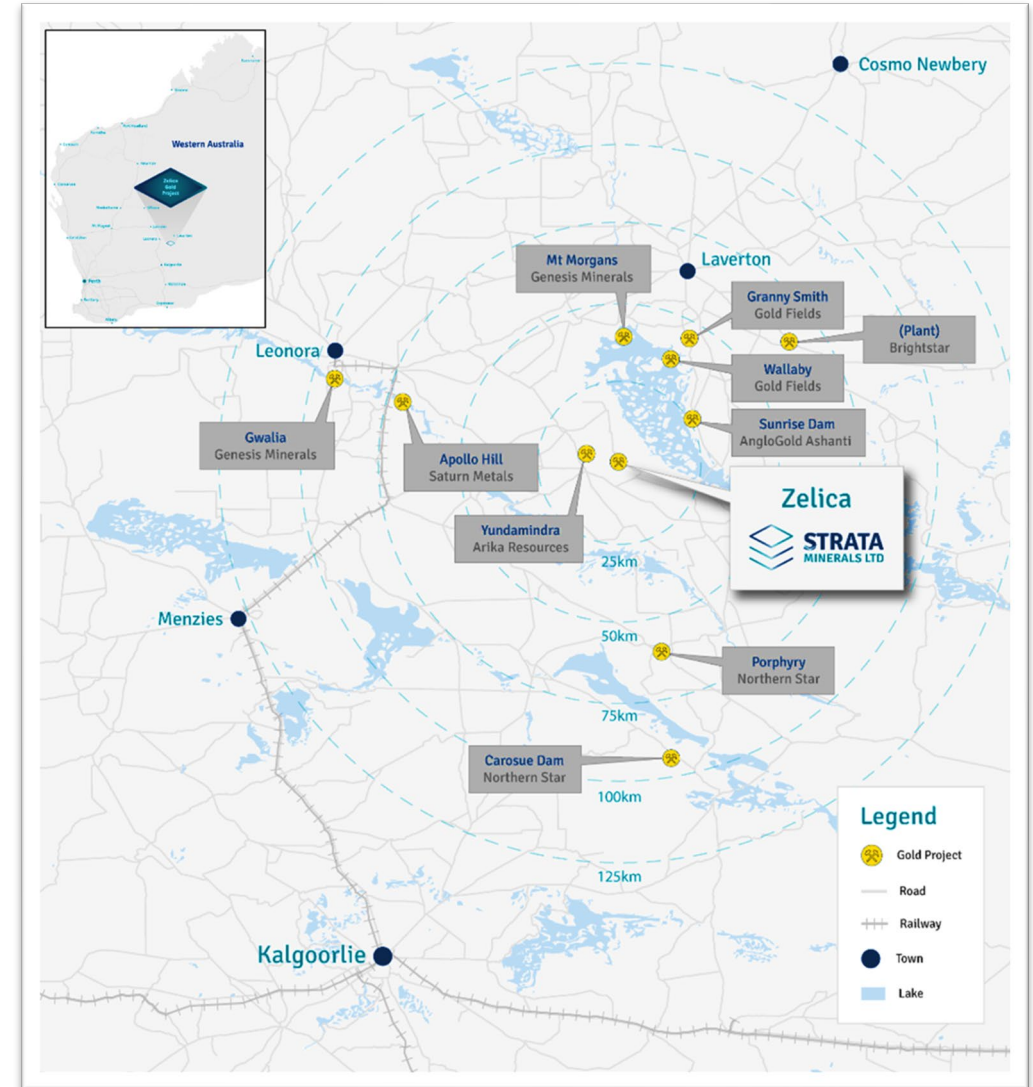 Western Australia
Zelica
Gold
Project
Perth
Cosmo Newbery
Laverton
Mt Morgans
Genesis Minerals
Granny Smith
Gold Fields
(Plant)
Brightstar
Leonora
Wallaby
Gold Fields
Sunrise Dam
AngloGold Ashanti
Gwalia
Genesis Minerals
Apollo Hill
Saturn Metals
Zelica
STRATA
MINERALS LTD
Yundamindra
Arika Resources
25km
Menzies
50km
Porphyry
Northern Star
75km
Carosue Dam
Northern Star
100km
125km
Kalgoorlie
Legend
Gold Project
Road
Railway
Town
Lake